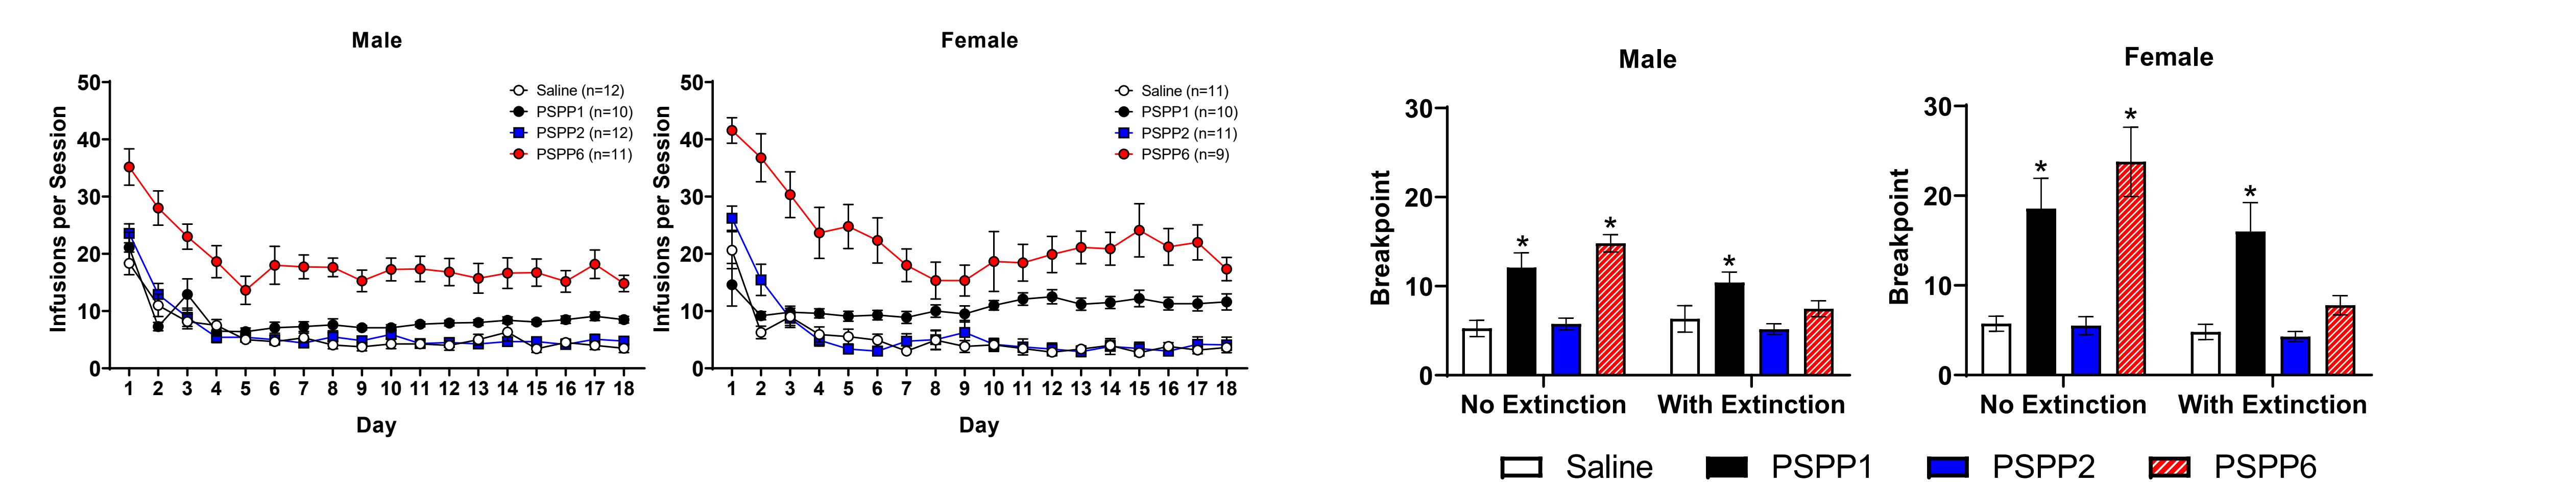 Male
Infusions per Session
50
40
30
20
10
0
Saline (n=12)
PSPP1 (n=10)
PSPP2 (n=12)
PSPP6 (n=11)
1 2 3 4 5 6 7 8 9 10 11 12 13 14 15 16 17 18
Day
Female
Infusions per Session
50
40
30
20
10
0
Saline (n=11)
PSPP1 (n=10)
PSPP2 (n=11)
PSPP6 (n=9)
1 2 3 4 5 6 7 8 9 10 11 12 13 14 15 16 17 18
Day
Male
Breakpoint
30
20
10
0
* * *
No Extinction With Extinction
Female
Breakpoint
30
20
10
0
* * *
No Extinction With Extinction
Saline PSPP1 PSPP2 PSPP6